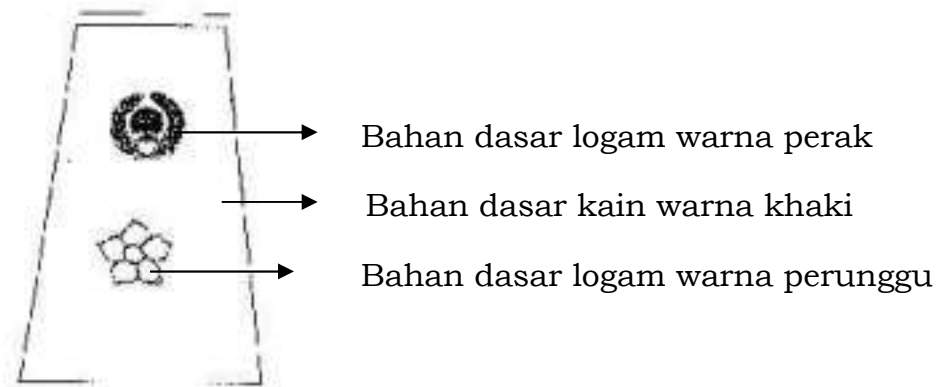 Bahan dasar logam warna perak
Bahan dasar kain warna khaki
Bahan dasar logam warna perunggu